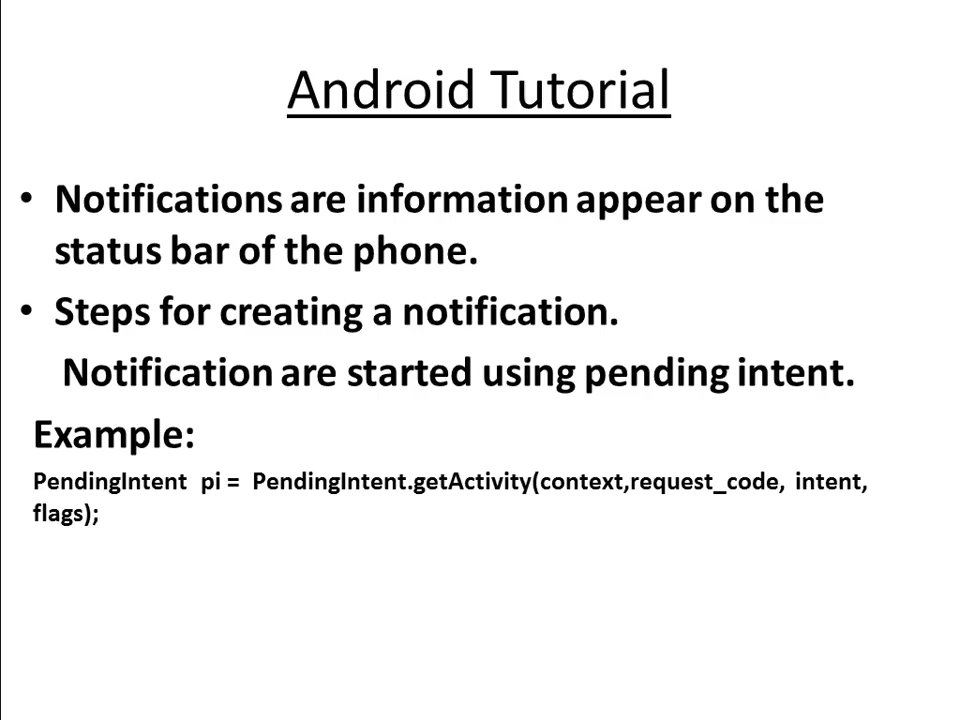 Android Tutorial
• Notifications are information appear on the
status bar of the phone.
• Steps for creating a notification.
Notification are started using pending intent.
Example:
PendingIntent pi = PendingIntent.getActivity(context,request_code, intent,
flags);